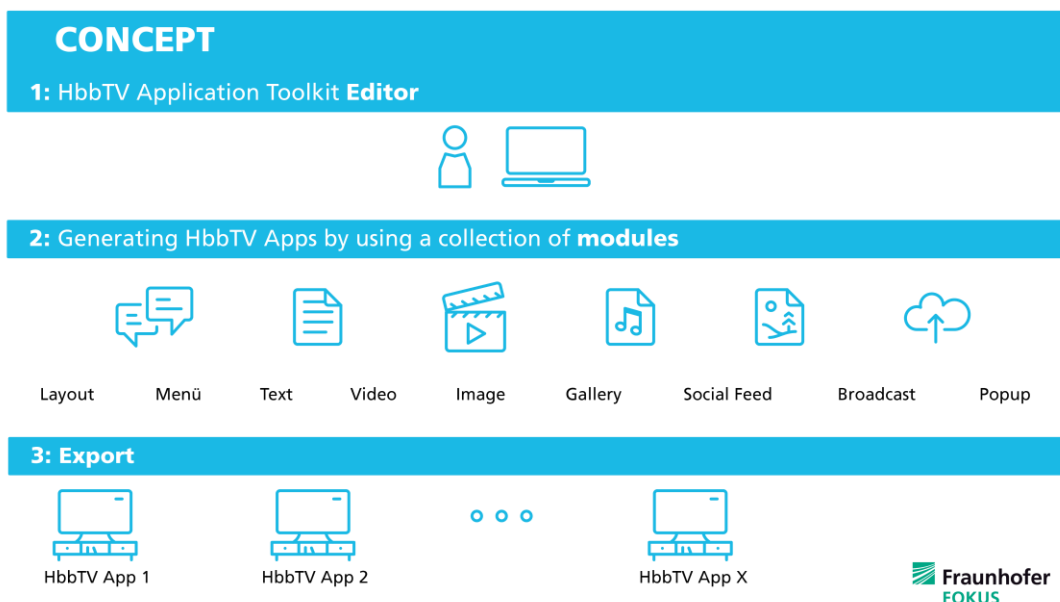 CONCEPT
1: HbbTV Application Toolkit Editor
2: Generating HbbTV Apps by using a collection of modules
Layout Menü Text Video Image Gallery Social Feed Broadcast Popup
3: Export
HbbTV App 1 HbbTV App 2 HbbTV App X
Fraunhofer
FOKUS